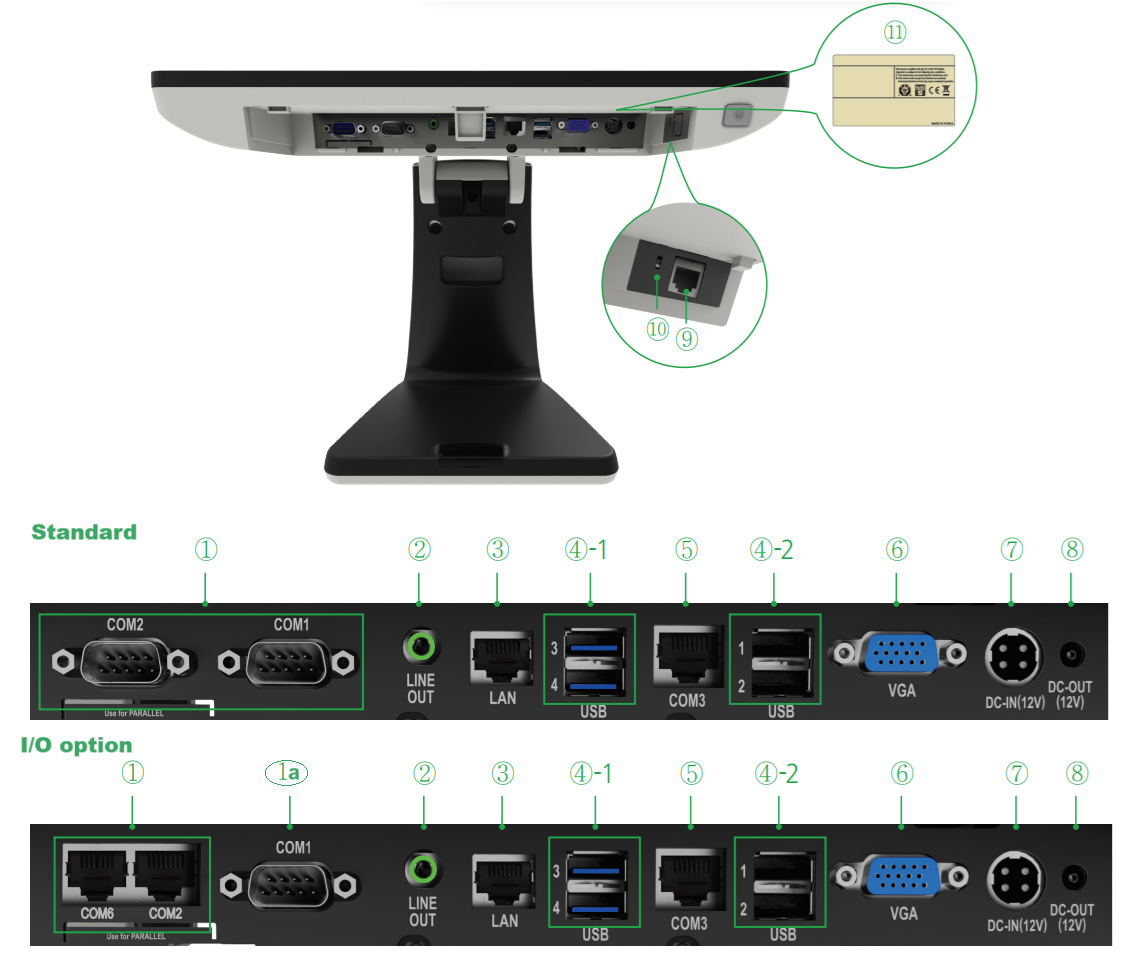 ⑪
MADE IN KOREA
⑩
⑨
Standard
① ② ③ ④-1 ⑤ ④-2 ⑥ ⑦ ⑧
COM2 COM1
3 1
4 2
LINE OUT
LAN
USB
COM3
USB
VGA
DC-IN(12V)
DC-OUT
(12V)
Use for PARALLEL
I/O option
① 1a ② ③ ④-1 ⑤ ④-2 ⑥ ⑦ ⑧
COM1
3 1
4 2
COM6 COM2
LINE OUT
LAN
USB
COM3
USB
VGA
DC-IN(12V)
DC-OUT
(12V)
Use for PARALLEL